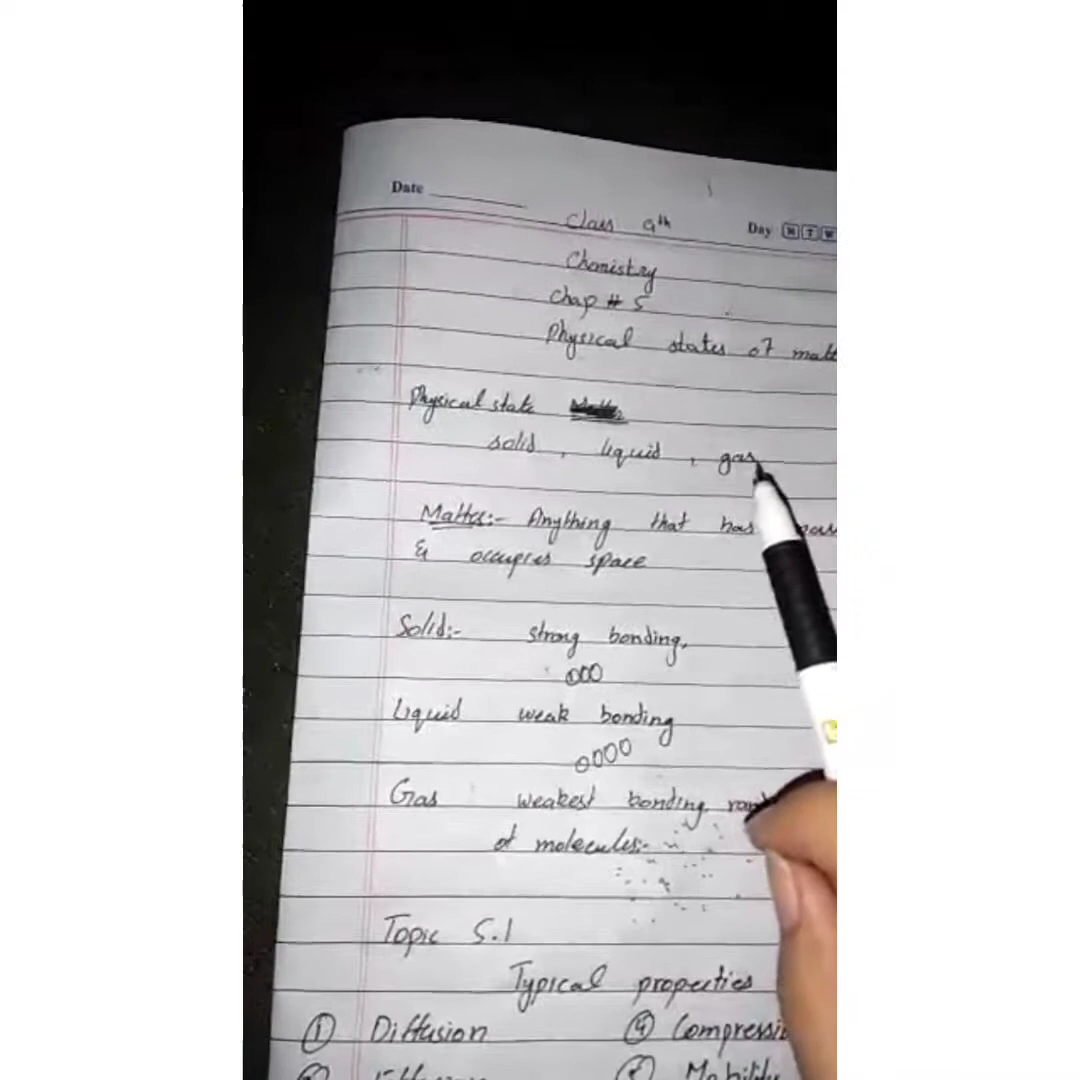 Date
Class 9th
Day M T W
Chemistry
Chap # 5
Physical states of matt
Physical state
solid, liquid, gas
Matter:- Anything that has
& occupies space
Solid:- strong bonding,
Liquid weak bonding
Gas weakest bonding
of molecules:-
Topic 5.1
Typical properties
① Diffusion ④ Compressi
Mobility